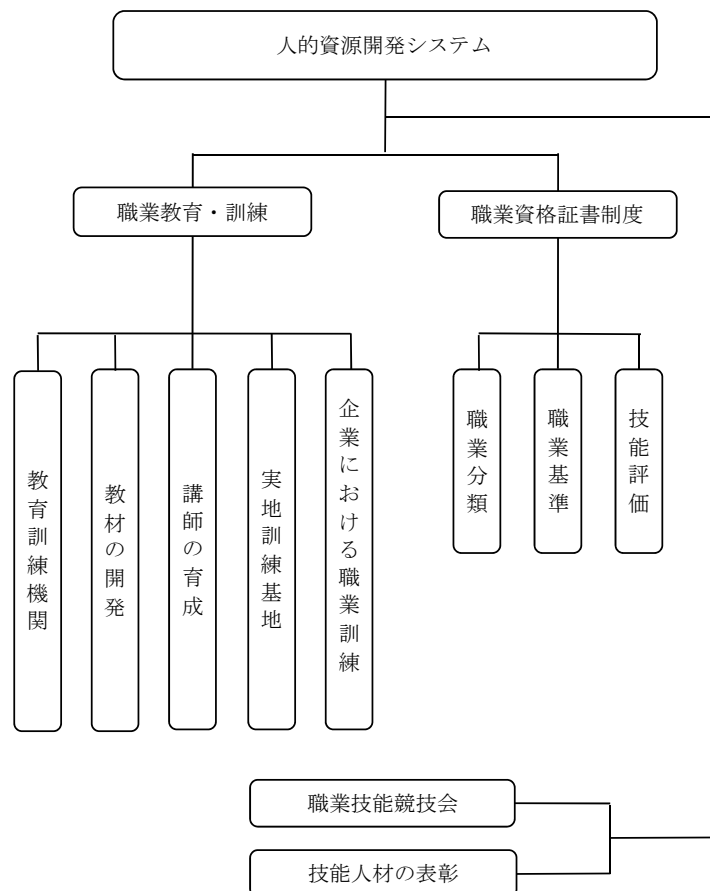 人的資源開発システム
職業教育・訓練
職業資格証書制度
教育訓練機関
教材の開発
講師の育成
実地訓練基地
企業における職業訓練
職業分類
職業基準
技能評価
職業技能競技会
技能人材の表彰